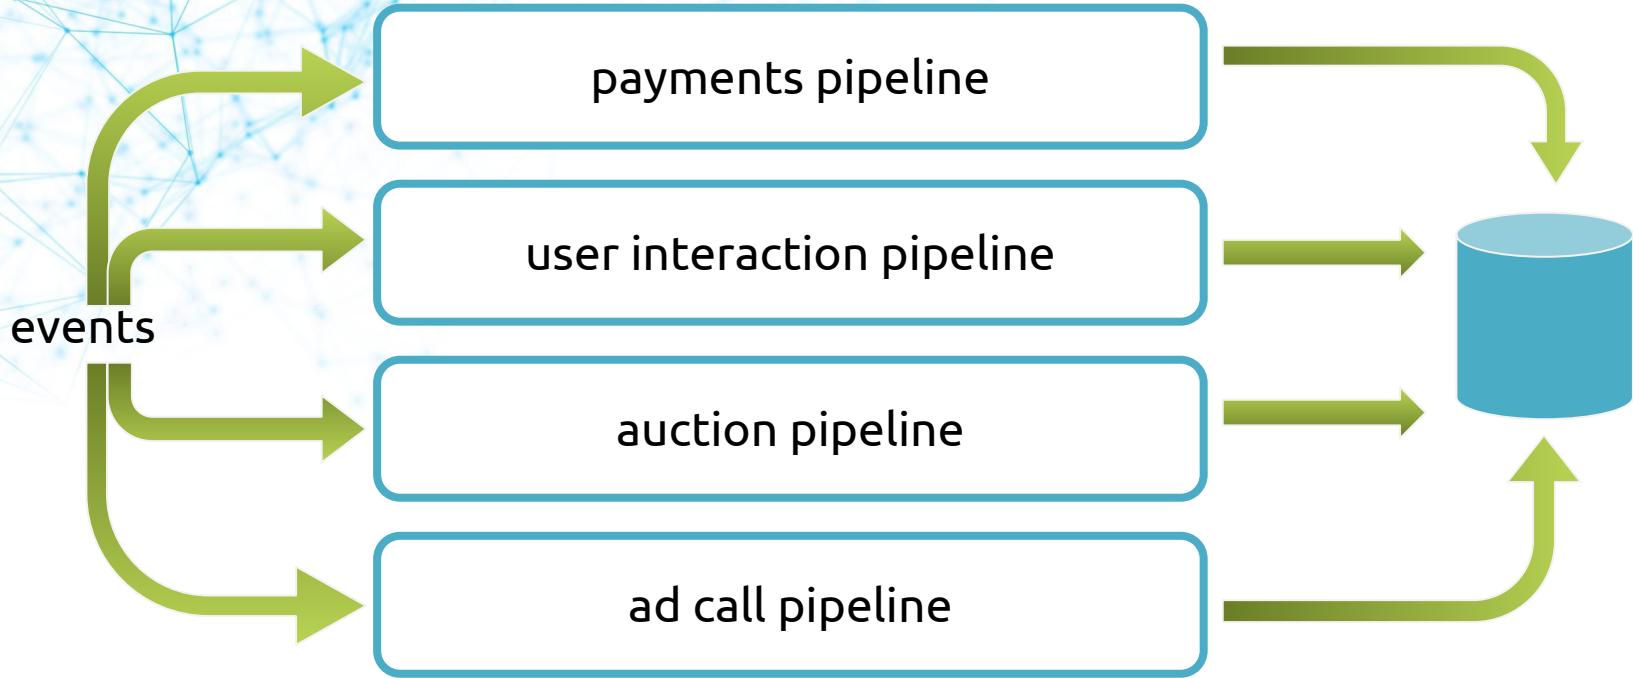 payments pipeline
user interaction pipeline
events
auction pipeline
ad call pipeline